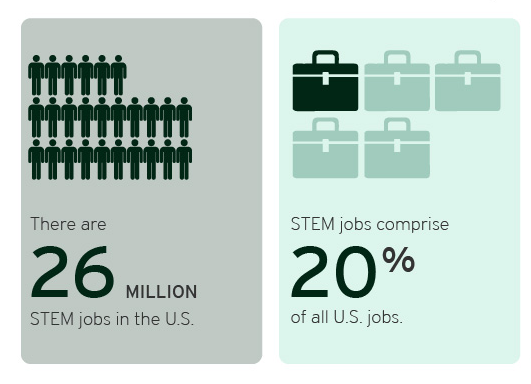 There are
26 MILLION
STEM jobs in the U.S.
STEM jobs comprise
20%
of all U.S. jobs.